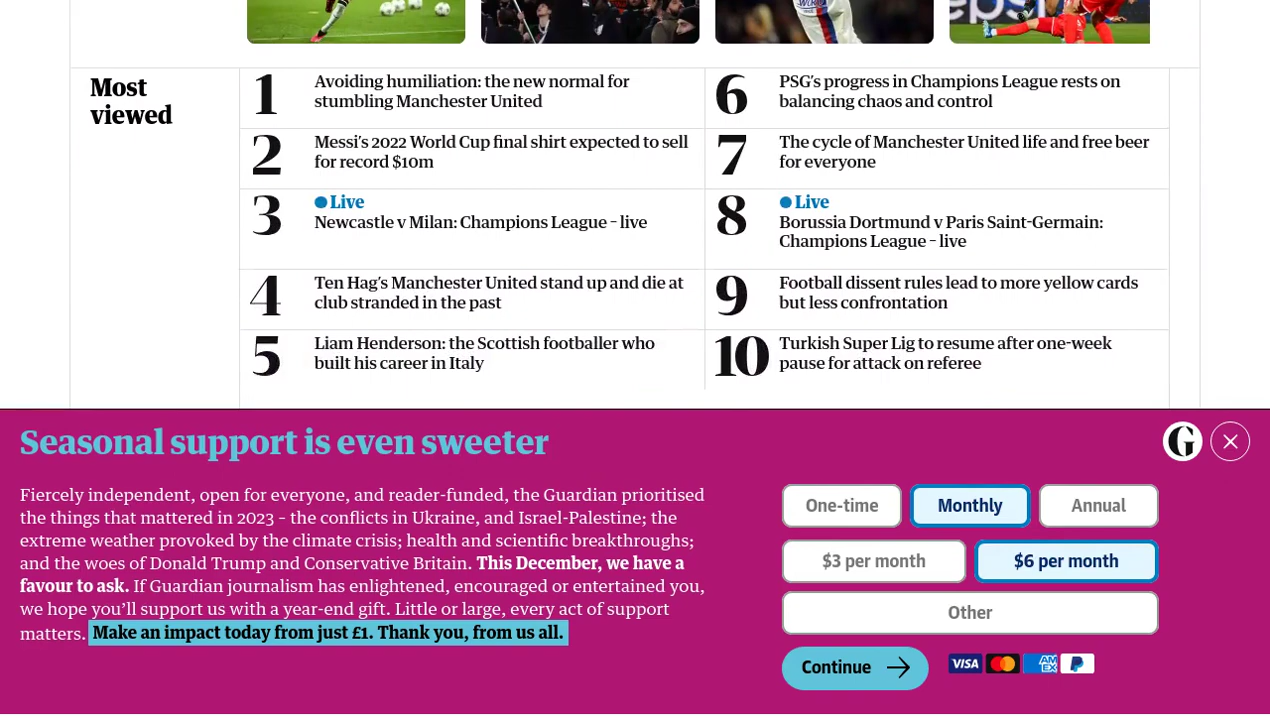 epsi
Most
viewed
1
Avoiding humiliation: the new normal for
stumbling Manchester United
2
Messi's 2022 World Cup final shirt expected to sell
for record $10m
3
Live
Newcastle v Milan: Champions League – live
4
Ten Hag's Manchester United stand up and die at
club stranded in the past
5
Liam Henderson: the Scottish footballer who
built his career in Italy
6
PSG's progress in Champions League rests on
balancing chaos and control
7
The cycle of Manchester United life and free beer
for everyone
8
Live
Borussia Dortmund v Paris Saint-Germain:
Champions League – live
9
Football dissent rules lead to more yellow cards
but less confrontation
10
Turkish Super Lig to resume after one-week
pause for attack on referee
Seasonal support is even sweeter
G
Fiercely independent, open for everyone, and reader-funded, the Guardian prioritised
the things that mattered in 2023 – the conflicts in Ukraine, and Israel-Palestine; the
extreme weather provoked by the climate crisis; health and scientific breakthroughs;
and the woes of Donald Trump and Conservative Britain. This December, we have a
favour to ask. If Guardian journalism has enlightened, encouraged or entertained you,
we hope you'll support us with a year-end gift. Little or large, every act of support
matters. Make an impact today from just £1. Thank you, from us all.
One-time Monthly Annual
$3 per month $6 per month
Other
Continue
VISA AM EX